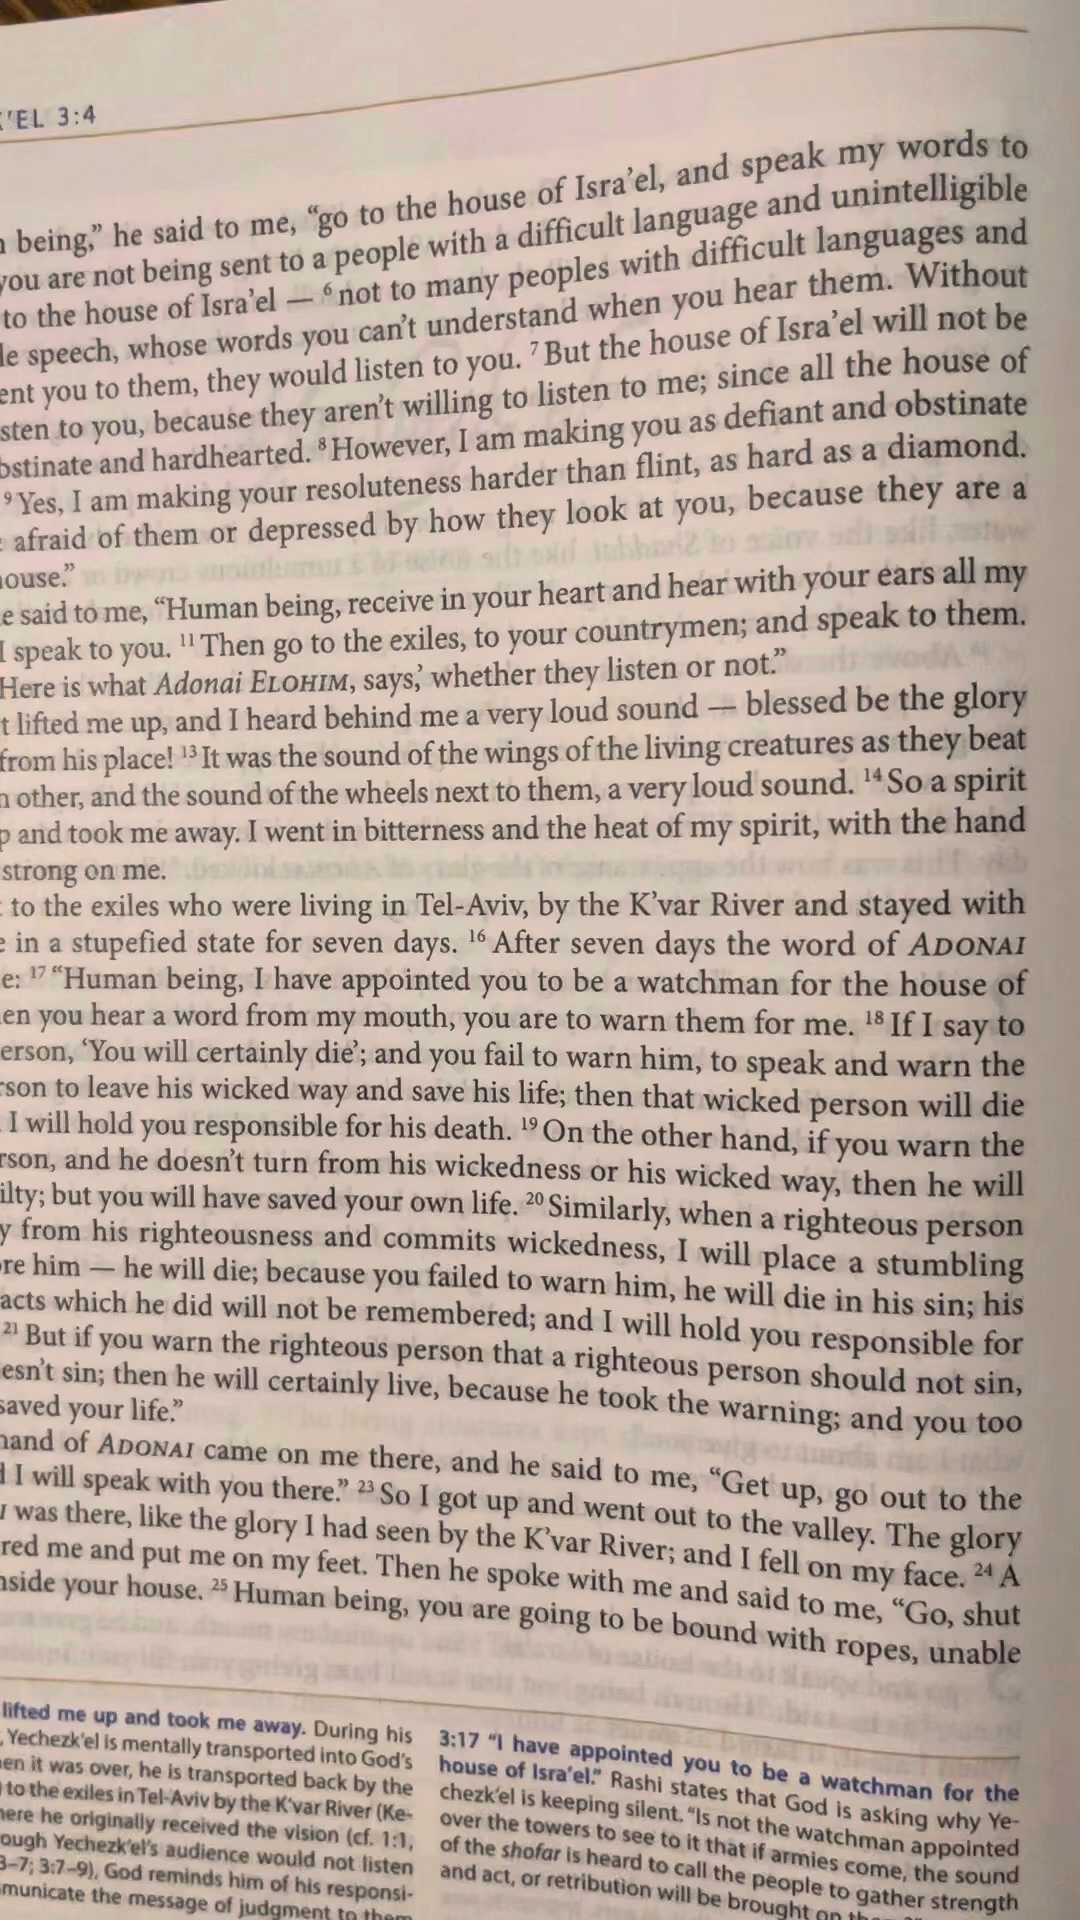 'EL 3:4
being,” he said to me, “go to the house of Isra’el, and speak my words to
you are not being sent to a people with a difficult language and unintelligible
to the house of Isra’el — ⁶ not to many peoples with difficult languages and
le speech, whose words you can’t understand when you hear them. Without
ent you to them, they would listen to you. ⁷ But the house of Isra’el will not be
sten to you, because they aren’t willing to listen to me; since all the house of
bstinate and hardhearted. ⁸ However, I am making you as defiant and obstinate
⁹ Yes, I am making your resoluteness harder than flint, as hard as a diamond.
afraid of them or depressed by how they look at you, because they are a
ouse.”
e said to me, “Human being, receive in your heart and hear with your ears all my
I speak to you. ¹¹ Then go to the exiles, to your countrymen; and speak to them.
Here is what Adonai ELOHIM, says,’ whether they listen or not.”
t lifted me up, and I heard behind me a very loud sound — blessed be the glory
from his place! ¹³ It was the sound of the wings of the living creatures as they beat
h other, and the sound of the wheels next to them, a very loud sound. ¹⁴ So a spirit
p and took me away. I went in bitterness and the heat of my spirit, with the hand
strong on me.
to the exiles who were living in Tel-Aviv, by the K’var River and stayed with
e in a stupefied state for seven days. ¹⁶ After seven days the word of ADONAI
e: ¹⁷ “Human being, I have appointed you to be a watchman for the house of
en you hear a word from my mouth, you are to warn them for me. ¹⁸ If I say to
erson, ‘You will certainly die’; and you fail to warn him, to speak and warn the
rson to leave his wicked way and save his life; then that wicked person will die
I will hold you responsible for his death. ¹⁹ On the other hand, if you warn the
rson, and he doesn’t turn from his wickedness or his wicked way, then he will
ilty; but you will have saved your own life. ²⁰ Similarly, when a righteous person
y from his righteousness and commits wickedness, I will place a stumbling
re him — he will die; because you failed to warn him, he will die in his sin; his
acts which he did will not be remembered; and I will hold you responsible for
²¹ But if you warn the righteous person that a righteous person should not sin,
esn’t sin; then he will certainly live, because he took the warning; and you too
saved your life.”
hand of ADONAI came on me there, and he said to me, “Get up, go out to the
d I will speak with you there.” ²³ So I got up and went out to the valley. The glory
was there, like the glory I had seen by the K’var River; and I fell on my face. ²⁴ A
red me and put me on my feet. Then he spoke with me and said to me, “Go, shut
nside your house. ²⁵ Human being, you are going to be bound with ropes, unable
lifted me up and took me away. During his
, Yechezk’el is mentally transported into God’s
en it was over, he is transported back by the
to the exiles in Tel-Aviv by the K’var River (Ke-
here he originally received the vision (cf. 1:1,
ough Yechezk’el’s audience would not listen
3–7; 3:7–9), God reminds him of his responsi-
municate the message of judgment to them
3:17 “I have appointed you to be a watchman for the
house of Isra’el.” Rashi states that God is asking why Ye-
chezk’el is keeping silent. “Is not the watchman appointed
over the towers to see to it that if armies come, the sound
of the shofar is heard to call the people to gather strength
and act, or retribution will be brought on